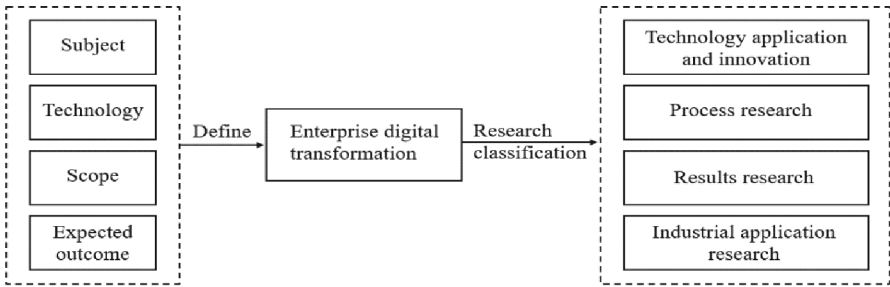 Subject
Technology
Scope
Expected
outcome
Define
Enterprise digital
transformation
Research
classification
Technology application
and innovation
Process research
Results research
Industrial application
research